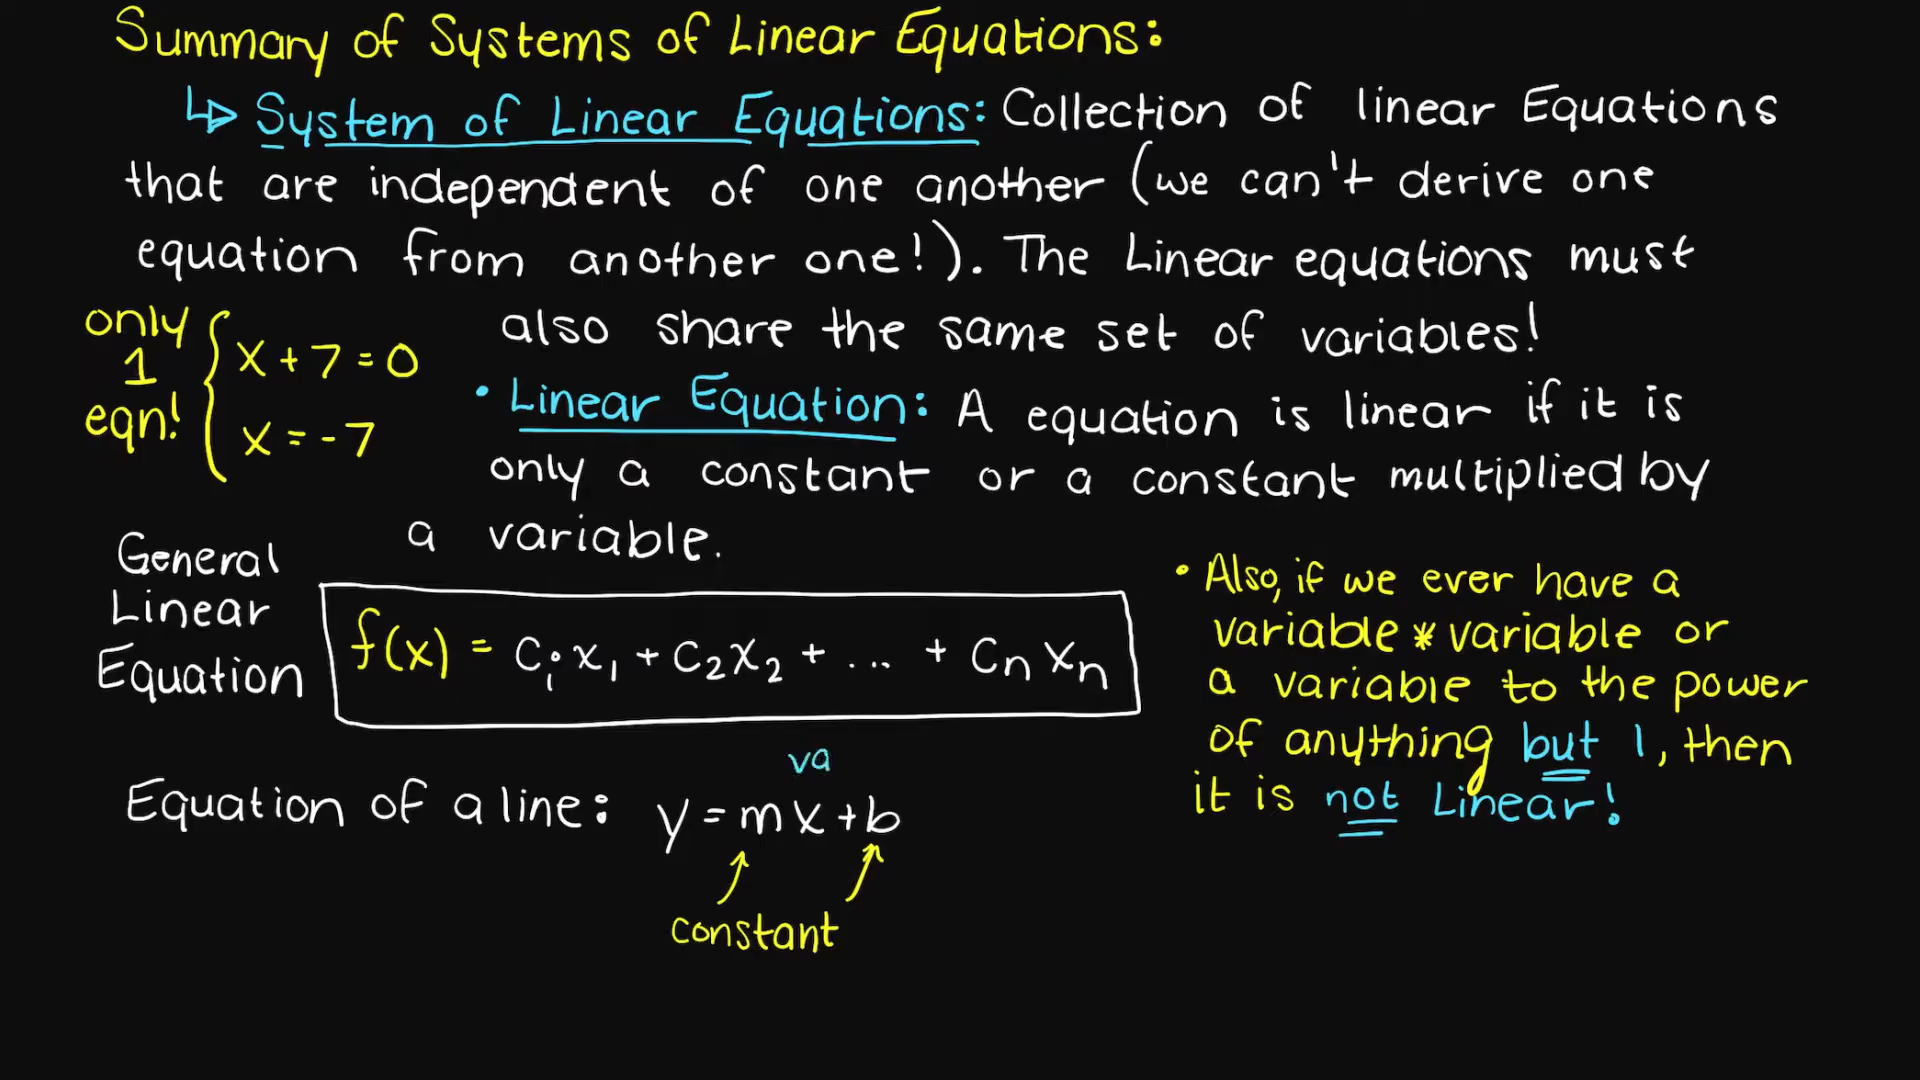 Summary of Systems of Linear Equations:
↳ System of Linear Equations: Collection of linear Equations
that are independent of one another (we can't derive one
equation from another one!). The Linear equations must
also share the same set of variables!
only
1
eqn!
x + 7 = 0
x = -7
• Linear Equation: A equation is linear if it is
only a constant or a constant multiplied by
a variable.
General
Linear
Equation
f(x) = C₁x₁ + C₂x₂ + ... + Cₙxₙ
• Also, if we ever have a
variable * variable or
a variable to the power
of anything but 1, then
it is not Linear!
va
Equation of a line: y = mx + b
constant